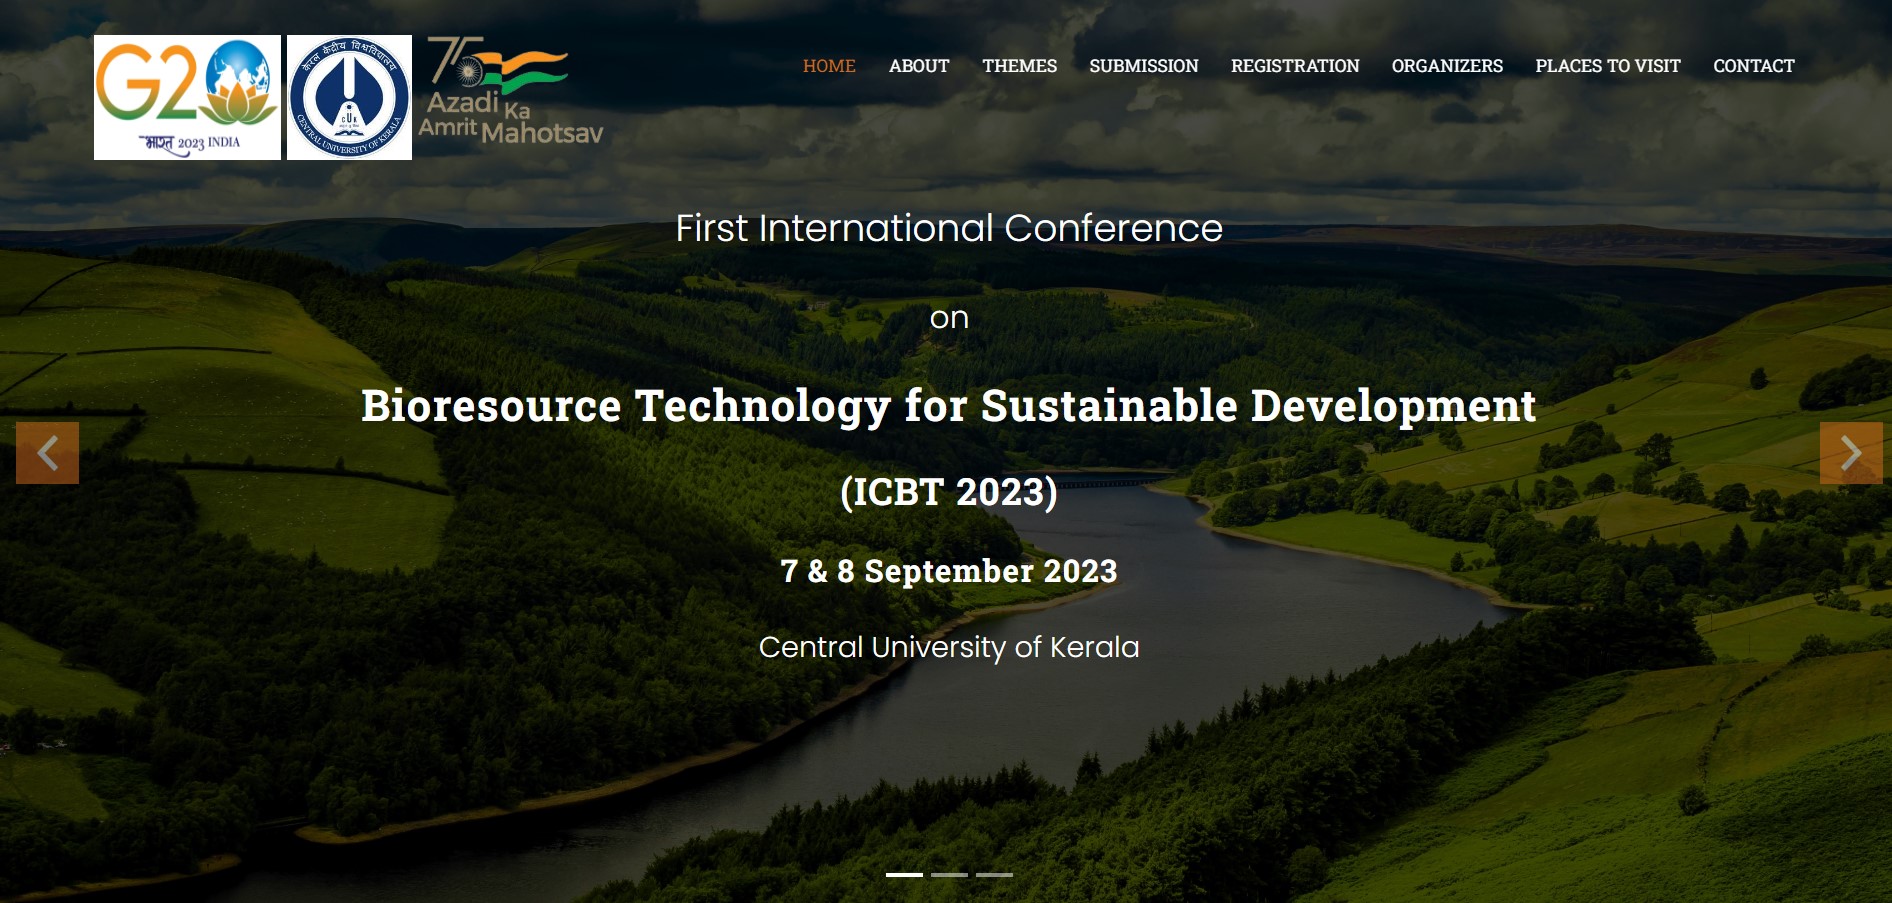 G20
भारत 2023 INDIA
केरल केंद्रीय विश्वविद्यालय
CUK
CENTRAL UNIVERSITY OF KERALA
75
Azadi Ka
Amrit Mahotsav
HOME ABOUT THEMES SUBMISSION REGISTRATION ORGANIZERS PLACES TO VISIT CONTACT
First International Conference
on
Bioresource Technology for Sustainable Development
(ICBT 2023)
7 & 8 September 2023
Central University of Kerala